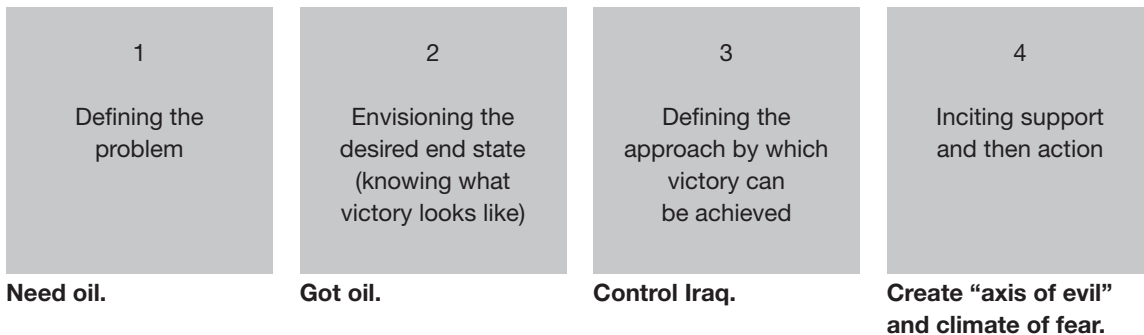 1
Defining the
problem
Need oil.
2
Envisioning the
desired end state
(knowing what
victory looks like)
Got oil.
3
Defining the
approach by which
victory can
be achieved
Control Iraq.
4
Inciting support
and then action
Create “axis of evil”
and climate of fear.